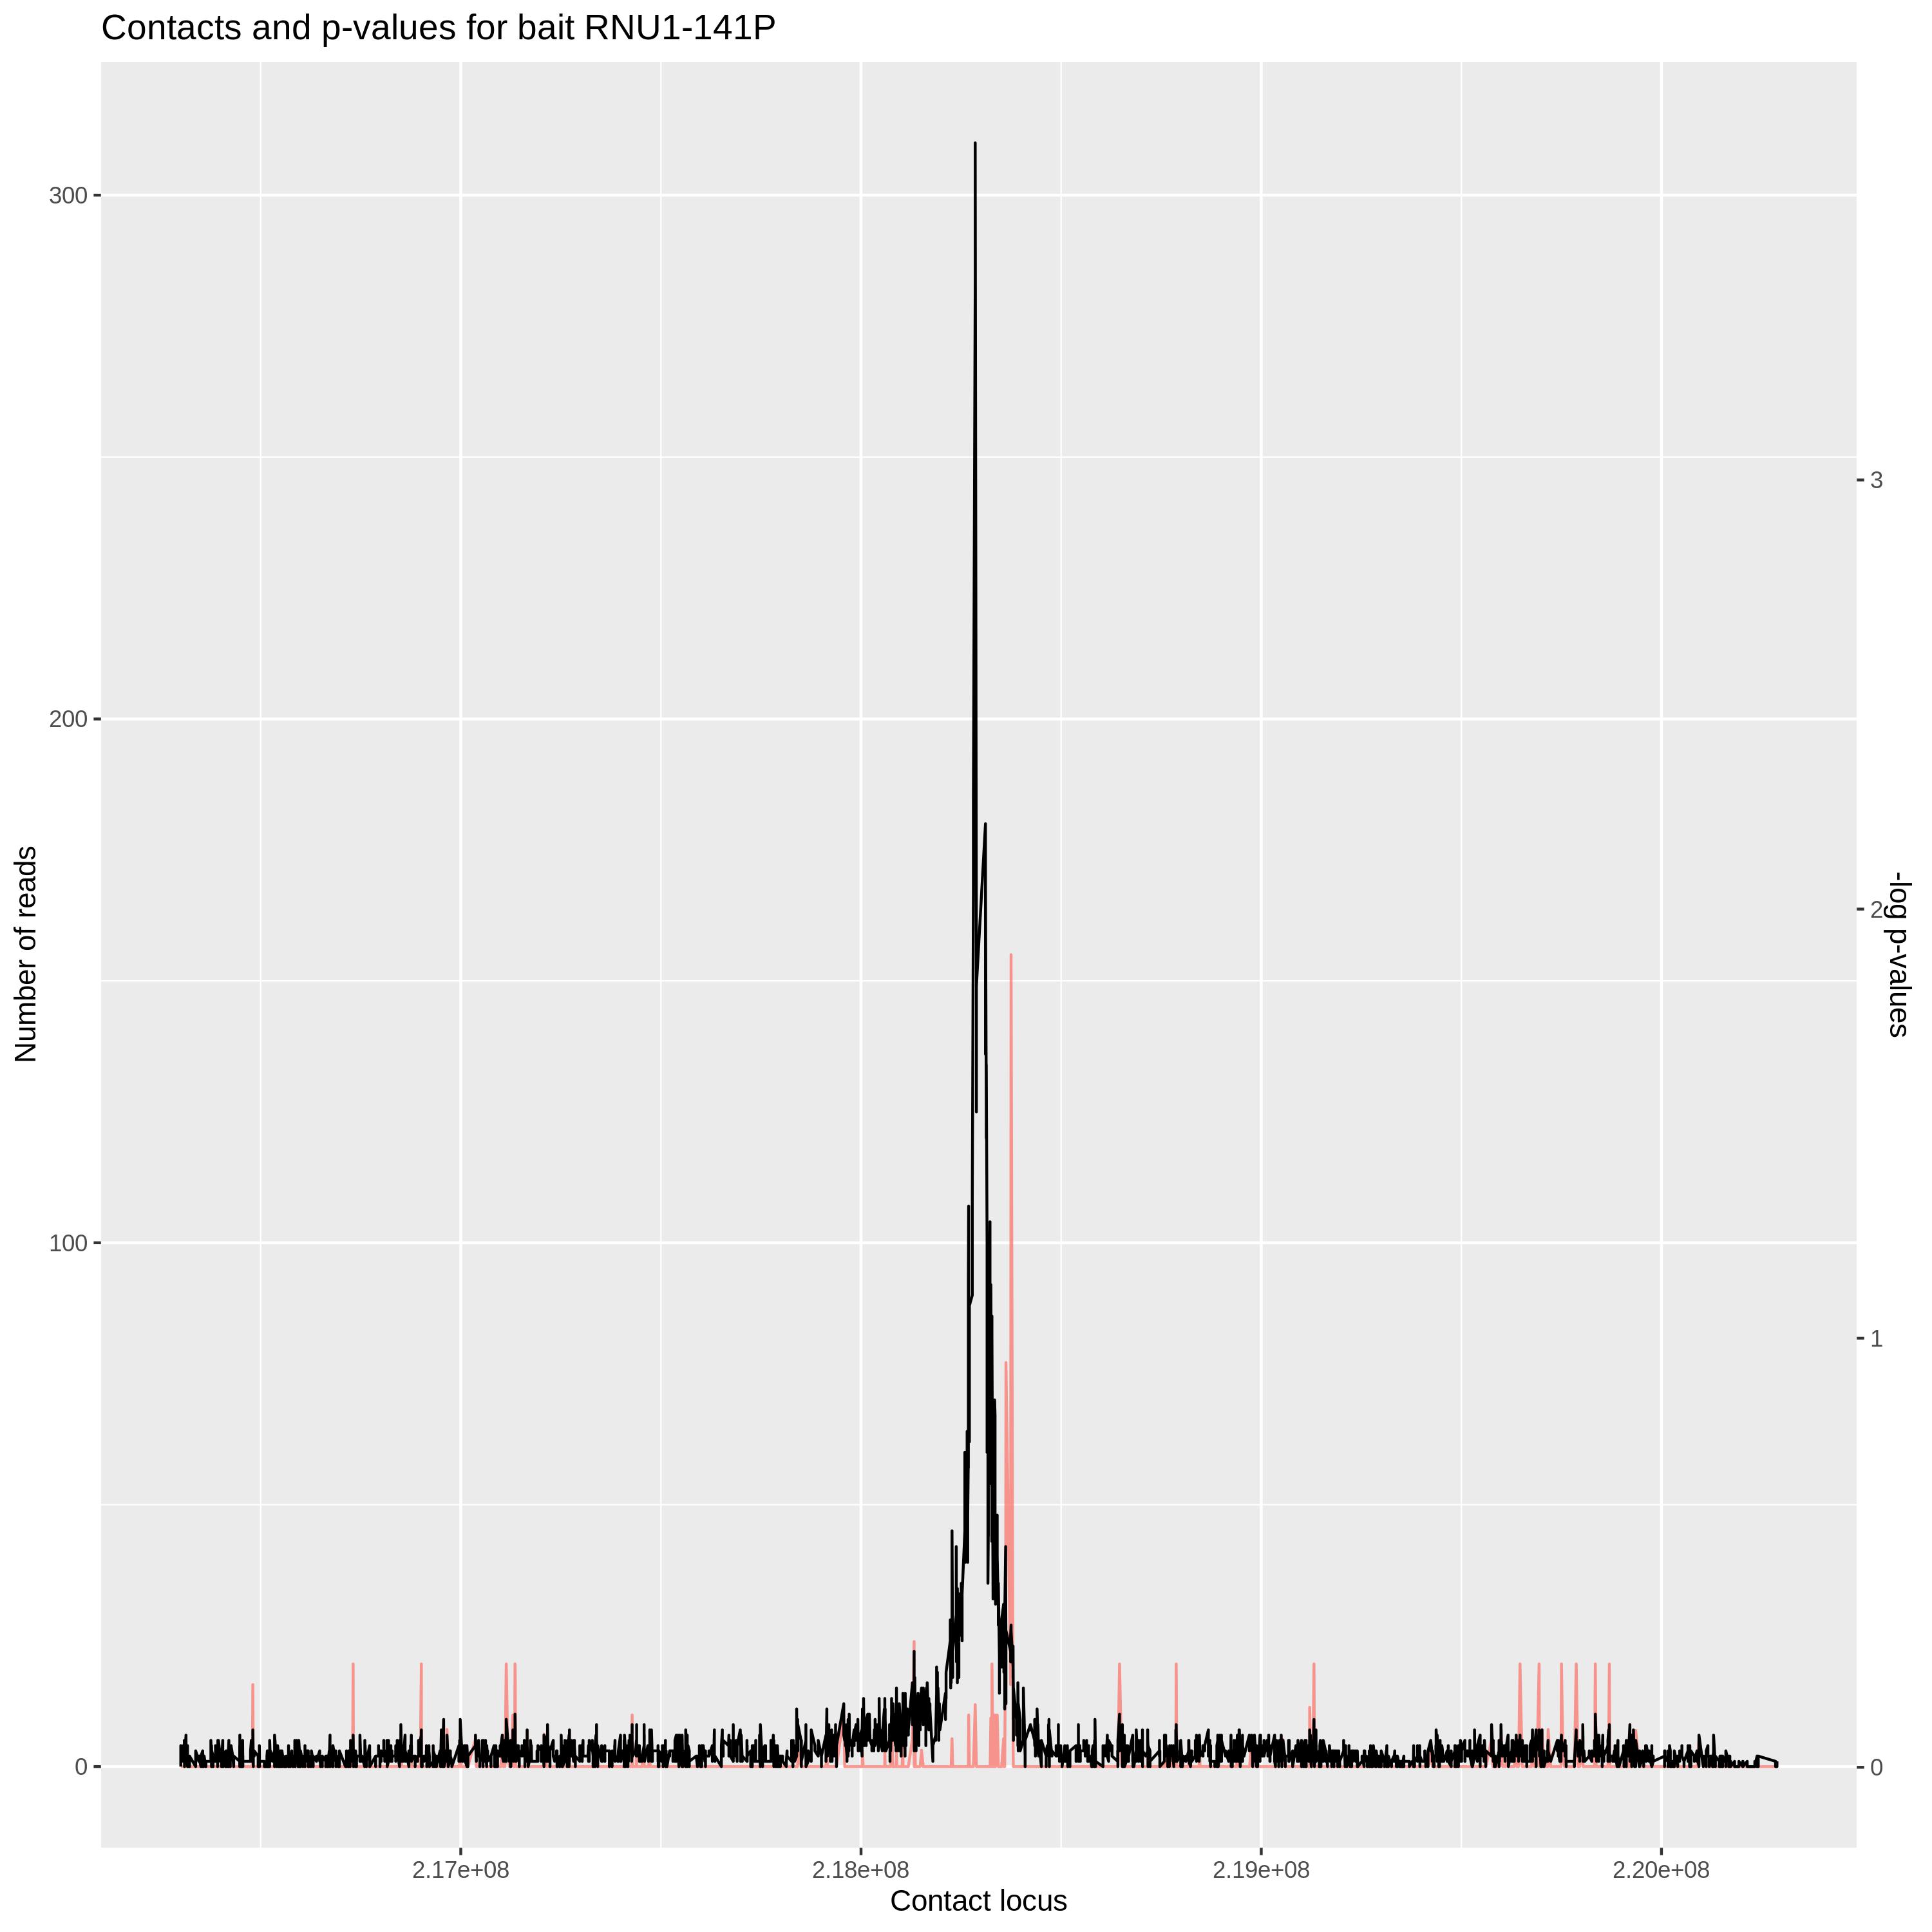 Contacts and p-values for bait RNU1-141P
300
200
100
0
Number of reads
3
2
1
0
-log p-values
2.17e+08
2.18e+08
2.19e+08
2.20e+08
Contact locus